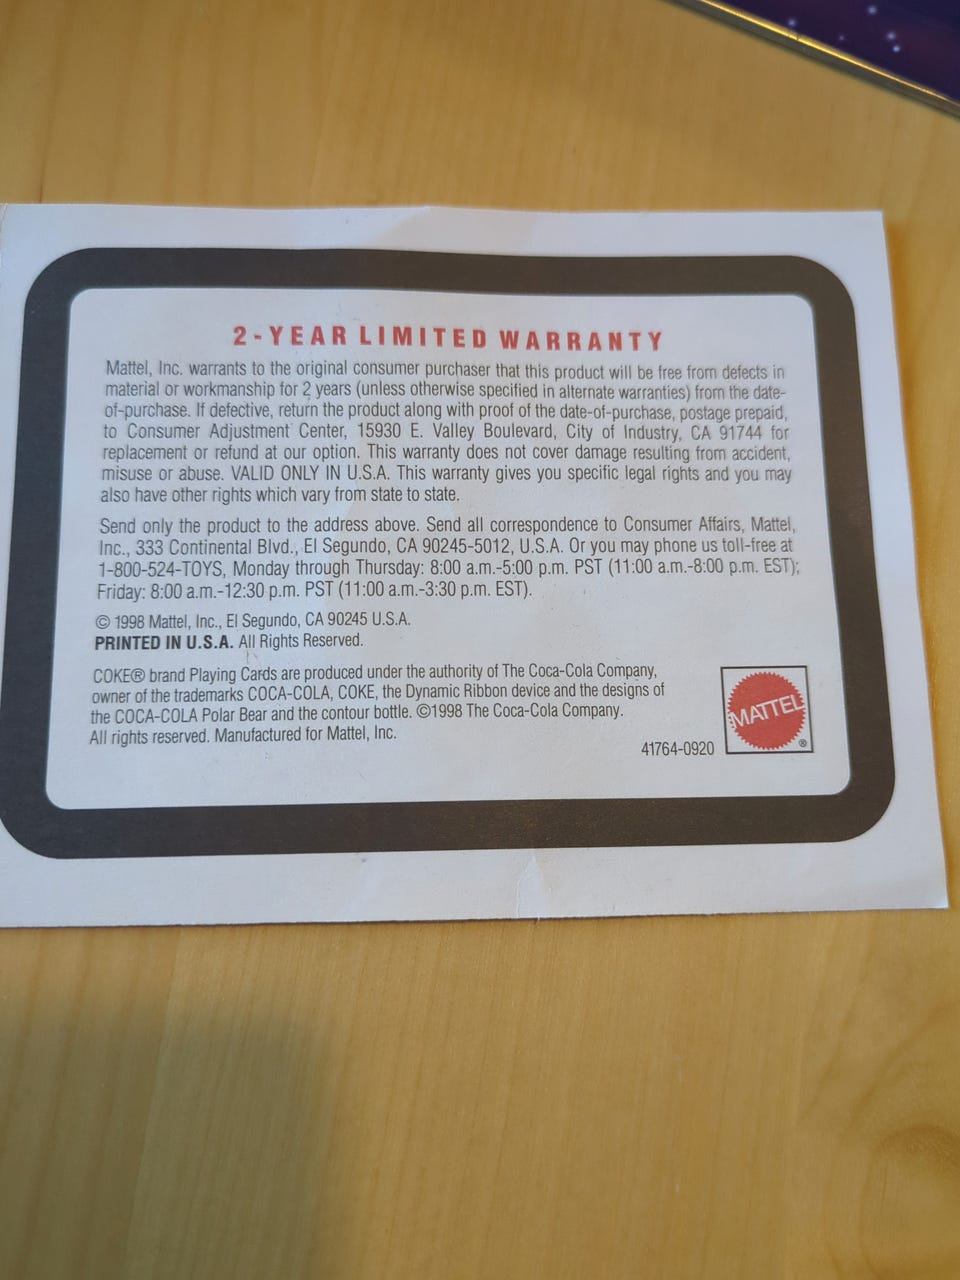 2-YEAR LIMITED WARRANTY
Mattel, Inc. warrants to the original consumer purchaser that this product will be free from defects in
material or workmanship for 2 years (unless otherwise specified in alternate warranties) from the date-
of-purchase. If defective, return the product along with proof of the date-of-purchase, postage prepaid,
to Consumer Adjustment Center, 15930 E. Valley Boulevard, City of Industry, CA 91744 for
replacement or refund at our option. This warranty does not cover damage resulting from accident,
misuse or abuse. VALID ONLY IN U.S.A. This warranty gives you specific legal rights and you may
also have other rights which vary from state to state.
Send only the product to the address above. Send all correspondence to Consumer Affairs, Mattel,
Inc., 333 Continental Blvd., El Segundo, CA 90245-5012, U.S.A. Or you may phone us toll-free at
1-800-524-TOYS, Monday through Thursday: 8:00 a.m.-5:00 p.m. PST (11:00 a.m.-8:00 p.m. EST);
Friday: 8:00 a.m.-12:30 p.m. PST (11:00 a.m.-3:30 p.m. EST).
© 1998 Mattel, Inc., El Segundo, CA 90245 U.S.A.
PRINTED IN U.S.A. All Rights Reserved.
COKE® brand Playing Cards are produced under the authority of The Coca-Cola Company,
owner of the trademarks COCA-COLA, COKE, the Dynamic Ribbon device and the designs of
the COCA-COLA Polar Bear and the contour bottle. ©1998 The Coca-Cola Company.
All rights reserved. Manufactured for Mattel, Inc.
41764-0920
MATTEL
®